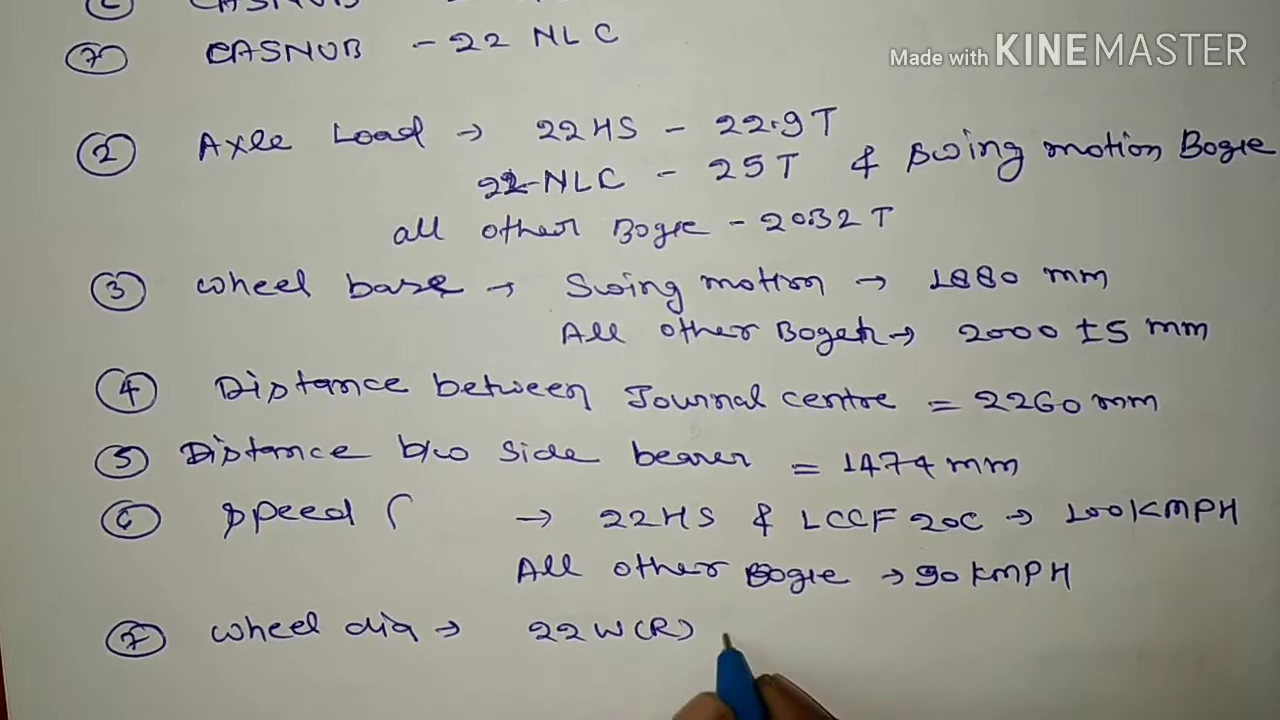 Made with KINEMASTER
⑦ CASNUB - 22 NLC
② Axle Load → 22HS - 22.9T
22-NLC - 25T & Swing motion Bogie
all other Bogie - 20.32T
③ wheel base → Swing motion → 1880 mm
All other Bogeh → 2000 ±5 mm
④ Distance between Journal centre = 2260 mm
⑤ Distance b/w Side bearer = 1474 mm
⑥ Speed ( → 22HS & LCCF 20C → 100KMPH
All other Bogie → 90 KMPH
⑦ wheel dia → 22W(R)